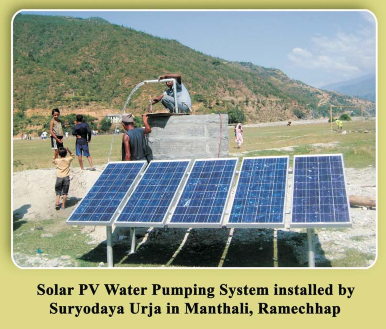 Solar PV Water Pumping System installed by
Suryodaya Urja in Manthali, Ramechhap